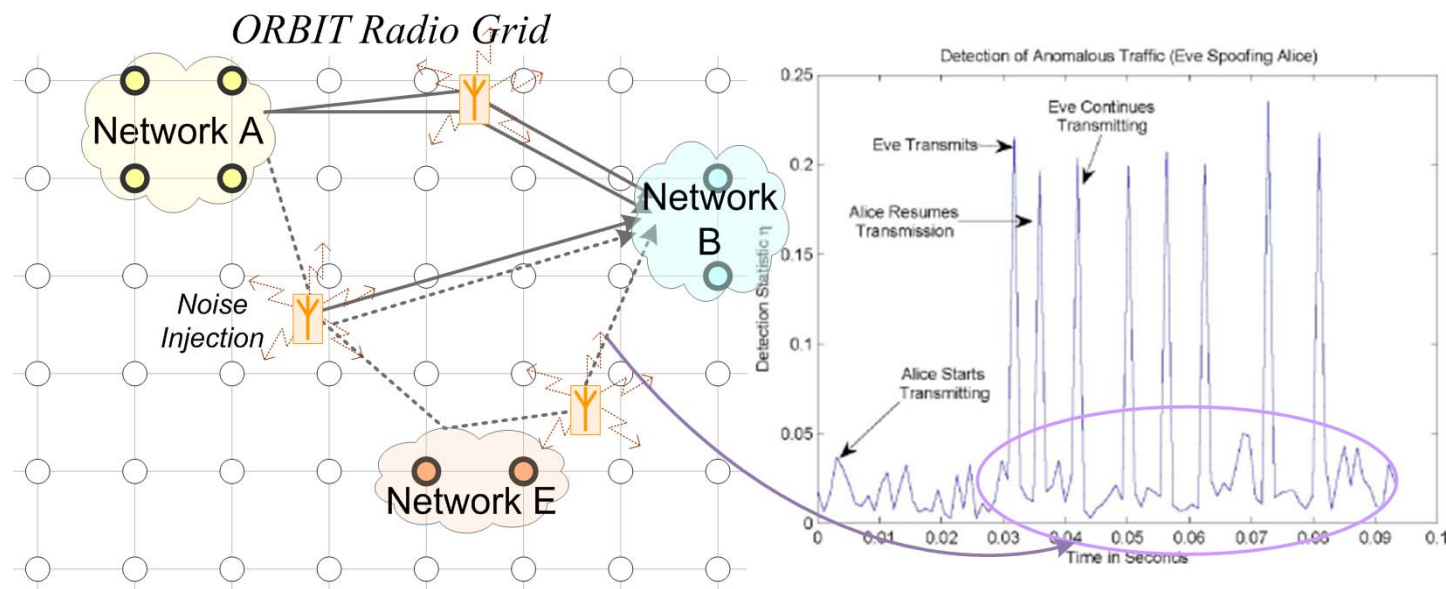 ORBIT Radio Grid
Network A
Network
B
Noise
Injection
Network E
Detection of Anomalous Traffic (Eve Spoofing Alice)
0.25
0.2
0.15
0.1
0.05
0
Detection Statistic η
Eve Continues
Transmitting
Eve Transmits
Alice Resumes
Transmission
Alice Starts
Transmitting
0
0.01
0.02
0.03
0.04
0.05
0.06
0.07
0.08
0.09
0.1
Time in Seconds